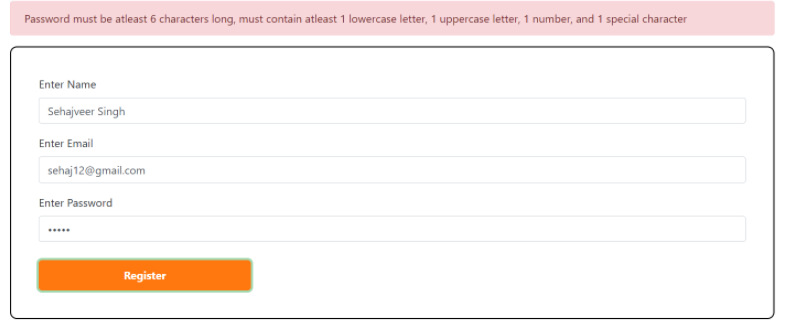 Password must be atleast 6 characters long, must contain atleast 1 lowercase letter, 1 uppercase letter, 1 number, and 1 special character
Enter Name
Sehajveer Singh
Enter Email
sehaj12@gmail.com
Enter Password
•••••
Register